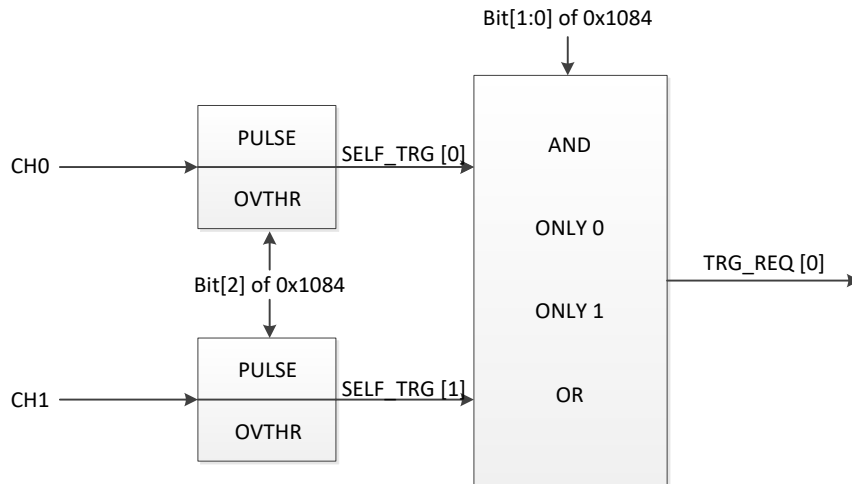 Bit[1:0] of 0x1084
PULSE
AND
CH0
SELF_TRG [0]
OVTHR
ONLY 0
TRG_REQ [0]
Bit[2] of 0x1084
ONLY 1
PULSE
SELF_TRG [1]
OR
CH1
OVTHR